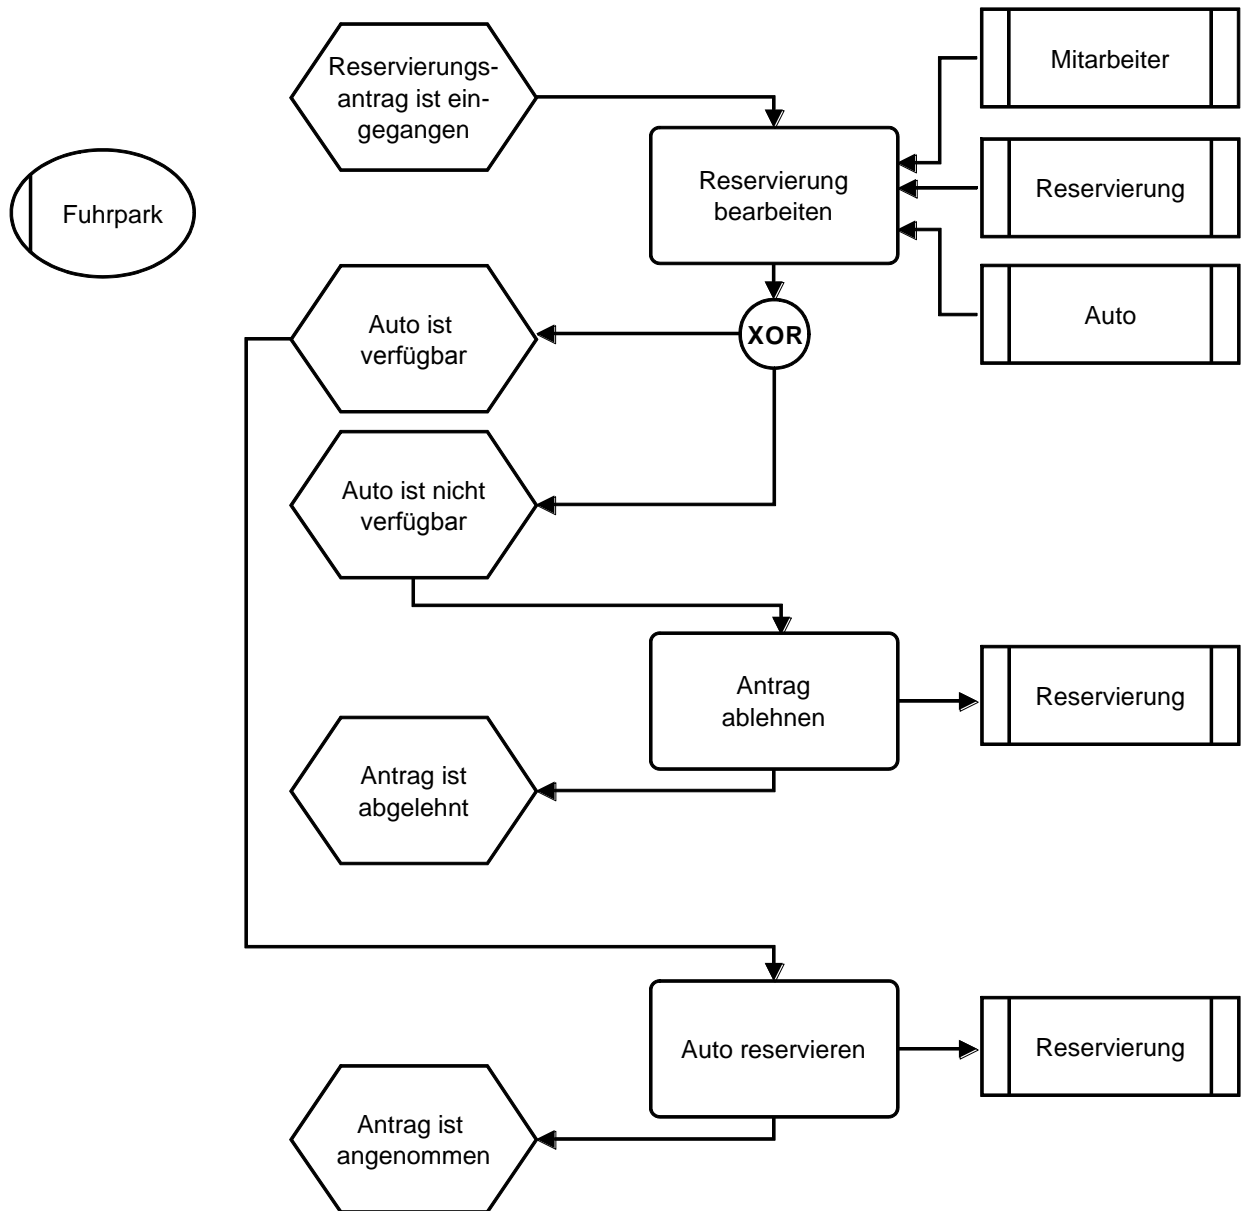 Reservierungs-
antrag ist ein-
gegangen
Mitarbeiter
Reservierung
bearbeiten
Reservierung
Fuhrpark
Auto
Auto ist
verfügbar
XOR
Auto ist nicht
verfügbar
Antrag
ablehnen
Reservierung
Antrag ist
abgelehnt
Auto reservieren
Reservierung
Antrag ist
angenommen